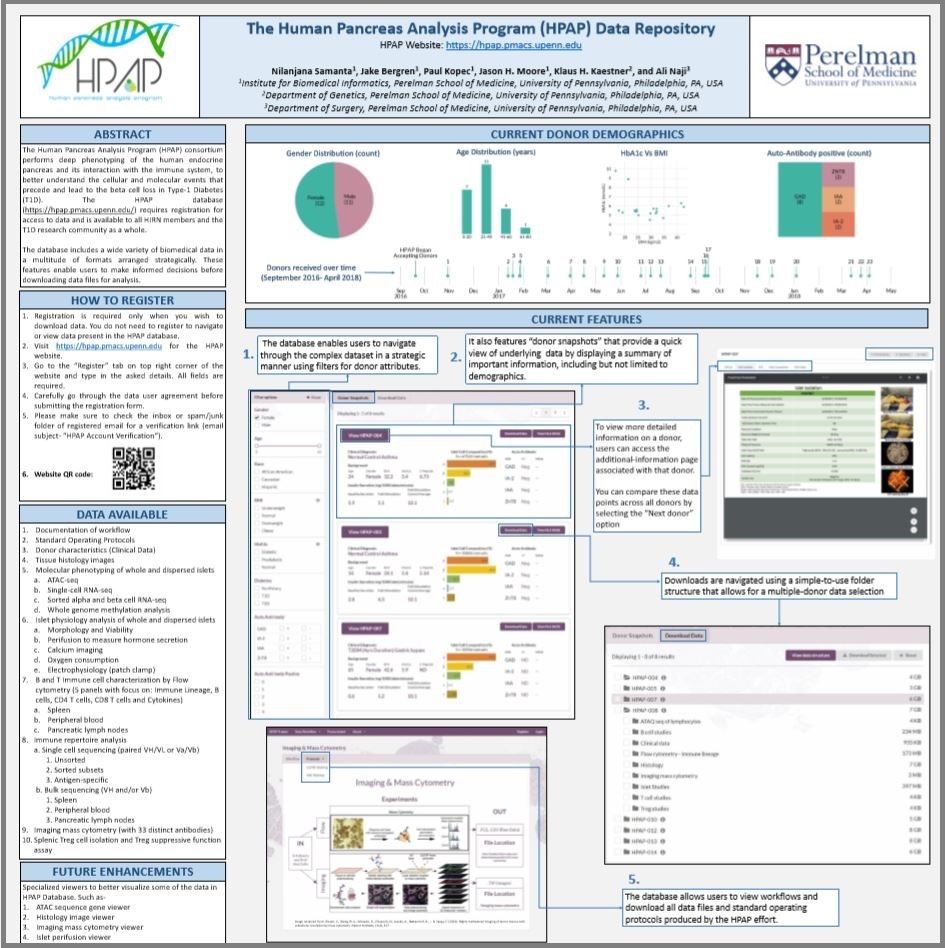 HPAP
human pancreas analysis program
The Human Pancreas Analysis Program (HPAP) Data Repository
HPAP Website: https://hpap.pmacs.upenn.edu
Nilanjana Samanta¹, Jake Bergren¹, Paul Kopec¹, Jason H. Moore¹, Klaus H. Kaestner², and Ali Naji³
¹Institute for Biomedical Informatics, Perelman School of Medicine, University of Pennsylvania, Philadelphia, PA, USA
²Department of Genetics, Perelman School of Medicine, University of Pennsylvania, Philadelphia, PA, USA
³Department of Surgery, Perelman School of Medicine, University of Pennsylvania, Philadelphia, PA, USA
Perelman
School of Medicine
UNIVERSITY OF PENNSYLVANIA
ABSTRACT
The Human Pancreas Analysis Program (HPAP) consortium
performs deep phenotyping of the human endocrine
pancreas and its interaction with the immune system, to
better understand the cellular and molecular events that
precede and lead to the beta cell loss in Type-1 Diabetes
(T1D). The HPAP database
(https://hpap.pmacs.upenn.edu/) requires registration for
access to data and is available to all HIRN members and the
T1D research community as a whole.
The database includes a wide variety of biomedical data in
a multitude of formats arranged strategically. These
features enable users to make informed decisions before
downloading data files for analysis.
HOW TO REGISTER
1. Registration is required only when you wish to
download data. You do not need to register to navigate
or view data present in the HPAP database.
2. Visit https://hpap.pmacs.upenn.edu for the HPAP
website.
3. Go to the "Register" tab on top right corner of the
website and type in the asked details. All fields are
required.
4. Carefully go through the data user agreement before
submitting the registration form.
5. Please make sure to check the inbox or spam/junk
folder of registered email for a verification link (email
subject- "HPAP Account Verification").
6. Website QR code:
DATA AVAILABLE
1. Documentation of workflow
2. Standard Operating Protocols
3. Donor characteristics (Clinical Data)
4. Tissue histology images
5. Molecular phenotyping of whole and dispersed islets
a. ATAC-seq
b. Single-cell RNA-seq
c. Sorted alpha and beta cell RNA-seq
d. Whole genome methylation analysis
6. Islet physiology analysis of whole and dispersed islets
a. Morphology and Viability
b. Perifusion to measure hormone secretion
c. Calcium imaging
d. Oxygen consumption
e. Electrophysiology (patch clamp)
7. B and T Immune cell characterization by Flow
cytometry (5 panels with focus on: Immune Lineage, B
cells, CD4 T cells, CD8 T cells and Cytokines)
a. Spleen
b. Peripheral blood
c. Pancreatic lymph nodes
8. Immune repertoire analysis
a. Single cell sequencing (paired VH/VL or Va/Vb)
1. Unsorted
2. Sorted subsets
3. Antigen-specific
b. Bulk sequencing (VH and/or Vb)
1. Spleen
2. Peripheral blood
3. Pancreatic lymph nodes
9. Imaging mass cytometry (with 33 distinct antibodies)
10. Splenic Treg cell isolation and Treg suppressive function
assay
FUTURE ENHANCEMENTS
Specialized viewers to better visualize some of the data in
HPAP Database. Such as-
1. ATAC sequence gene viewer
2. Histology image viewer
3. Imaging mass cytometry viewer
4. Islet perifusion viewer
CURRENT DONOR DEMOGRAPHICS
Gender Distribution (count)
Female
(12)
Male
(11)
Age Distribution (years)
HbA1c Vs BMI
Auto-Antibody positive (count)
GAD
ZNT8
(2)
IAA
(2)
IA-2
(2)
HPAP Began
Accepting Donors
Donors received over time
(September 2016- April 2018)
1 2 3 4 5 6 7 8 9 10 11 12 13 14 15 16 17 18 19 20 21 22 23
Sep 2016 Oct Nov Dec Jan 2017 Feb Mar Apr May Jun Jul Aug Sep Oct Nov Dec Jan 2018 Feb Mar Apr May
CURRENT FEATURES
1.
The database enables users to navigate
through the complex dataset in a strategic
manner using filters for donor attributes.
2.
It also features "donor snapshots" that provide a quick
view of underlying data by displaying a summary of
important information, including but not limited to
demographics.
3.
To view more detailed
information on a donor,
users can access the
additional-information page
associated with that donor.
You can compare these data
points across all donors by
selecting the "Next donor"
option
4.
Downloads are navigated using a simple-to-use folder
structure that allows for a multiple-donor data selection
Donor Snapshots Download Data
Displaying 1 - 8 of 8 results
HPAP-004
HPAP-005
HPAP-007
HPAP-008
B cell studies
Clinical data
Flow cytometry - Immune lineage
Histology
Imaging mass cytometry
Islet Studies
T cell studies
Treg studies
View HPAP-004
View HPAP-007
Imaging & Mass Cytometry
Imaging & Mass Cytometry
Experiments
IN
OUT
Flow
Imaging
File Location
File Location
5.
The database allows users to view workflows and
download all data files and standard operating
protocols produced by the HPAP effort.